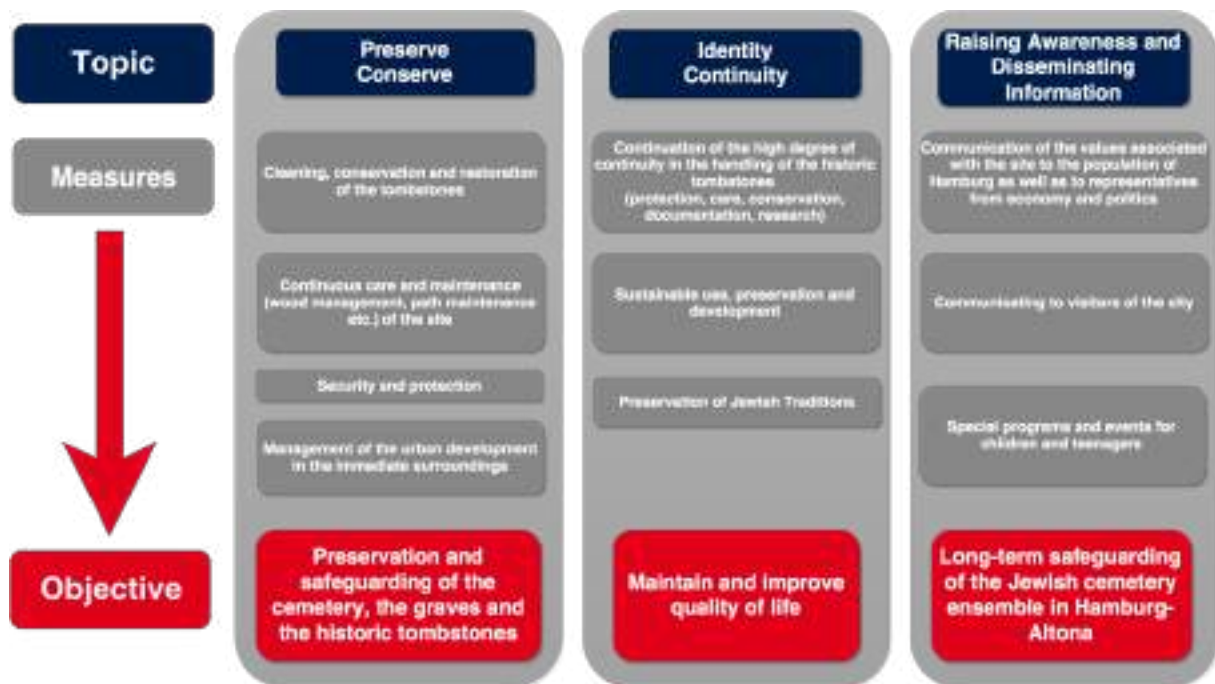 Topic
Preserve
Conserve
Identity
Continuity
Raising Awareness and
Disseminating
Information
Measures
Cleaning, conservation and restoration
of the tombstones
Continuation of the high degree of
continuity in the handling of the historic
tombstones
(protection, care, conservation,
documentation, research)
Communication of the values associated
with the site to the population of
Hamburg as well as to representatives
from economy and politics
Continuous care and maintenance
(wood management, path maintenance
etc.) of the site
Sustainable use, preservation and
development
Communicating to visitors of the city
Security and protection
Preservation of Jewish Traditions
Special programs and events for
children and teenagers
Management of the urban development
in the immediate surroundings
Objective
Preservation and
safeguarding of the
cemetery, the graves and
the historic tombstones
Maintain and improve
quality of life
Long-term safeguarding
of the Jewish cemetery
ensemble in Hamburg-
Altona